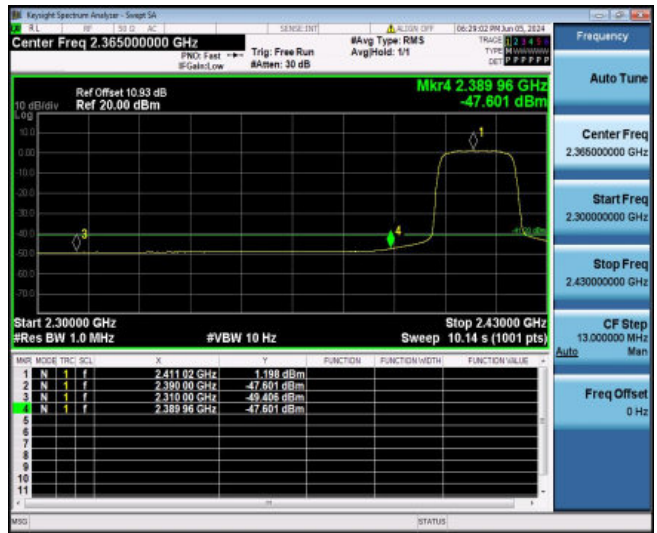 Keysight Spectrum Analyzer - Swept SA
RL RF 50 Ω AC SENSE:INT ALIGN OFF 06:29:02 PM Jun 05, 2024
Center Freq 2.365000000 GHz
PNO: Fast
IFGain:Low
Trig: Free Run
#Atten: 30 dB
#Avg Type: RMS
Avg|Hold: 1/1
TRACE 1 2 3 4 5 6
TYPE M W W W W W
DET P P P P P P
Ref Offset 10.93 dB
10 dB/div Ref 20.00 dBm
Log
Mkr4 2.389 96 GHz
-47.601 dBm
10.0
0.00
-10.0
-20.0
-30.0
-40.0
-50.0
-60.0
-70.0
1
3
4
Start 2.30000 GHz
#Res BW 1.0 MHz
#VBW 10 Hz
Stop 2.43000 GHz
Sweep 10.14 s (1001 pts)
MKR MODE TRC SCL X Y FUNCTION FUNCTION WIDTH FUNCTION VALUE
1 N 1 f 2.411 02 GHz 1.198 dBm
2 N 1 f 2.390 00 GHz -47.601 dBm
3 N 1 f 2.310 00 GHz -49.406 dBm
4 N 1 f 2.389 96 GHz -47.601 dBm
5
6
7
8
9
10
11
MSG
STATUS
Frequency
Auto Tune
Center Freq
2.365000000 GHz
Start Freq
2.300000000 GHz
Stop Freq
2.430000000 GHz
CF Step
13.000000 MHz
Auto Man
Freq Offset
0 Hz